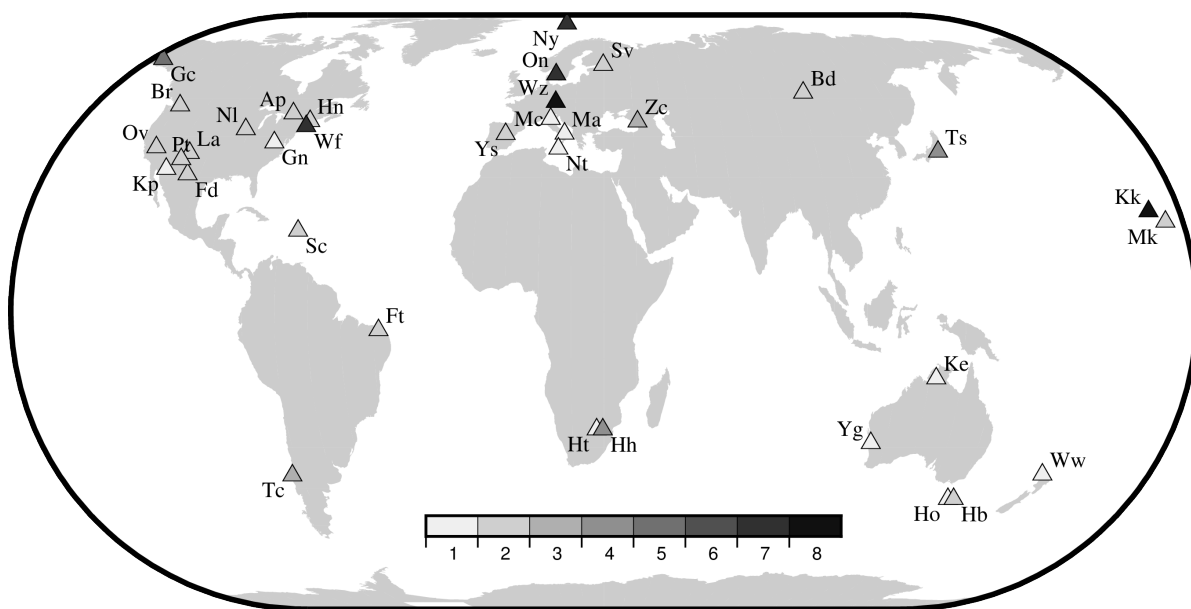 Ny
Sv
On
Gc
Bd
Wz
Br
Ap
Hn
Nl
Mc
Ma
Zc
Ov
Pt
La
Wf
Gn
Ys
Ts
Nt
Kp
Fd
Kk
Mk
Sc
Ft
Ke
Yg
Ht
Hh
Ww
Tc
Ho
Hb
1 2 3 4 5 6 7 8